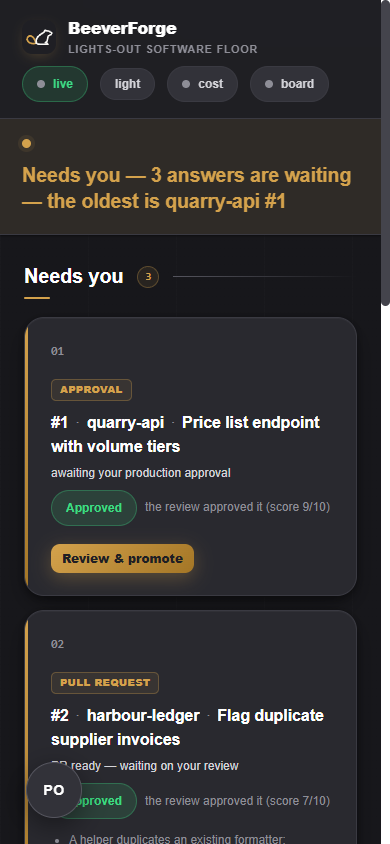 BeeverForge
LIGHTS-OUT SOFTWARE FLOOR
live
light
cost
board
Needs you — 3 answers are waiting
— the oldest is quarry-api #1
Needs you 3
01
APPROVAL
#1 · quarry-api · Price list endpoint
with volume tiers
awaiting your production approval
Approved the review approved it (score 9/10)
Review & promote
02
PULL REQUEST
#2 · harbour-ledger · Flag duplicate
supplier invoices
ready — waiting on your review
PO
the review approved it (score 7/10)
• A helper duplicates an existing formatter;